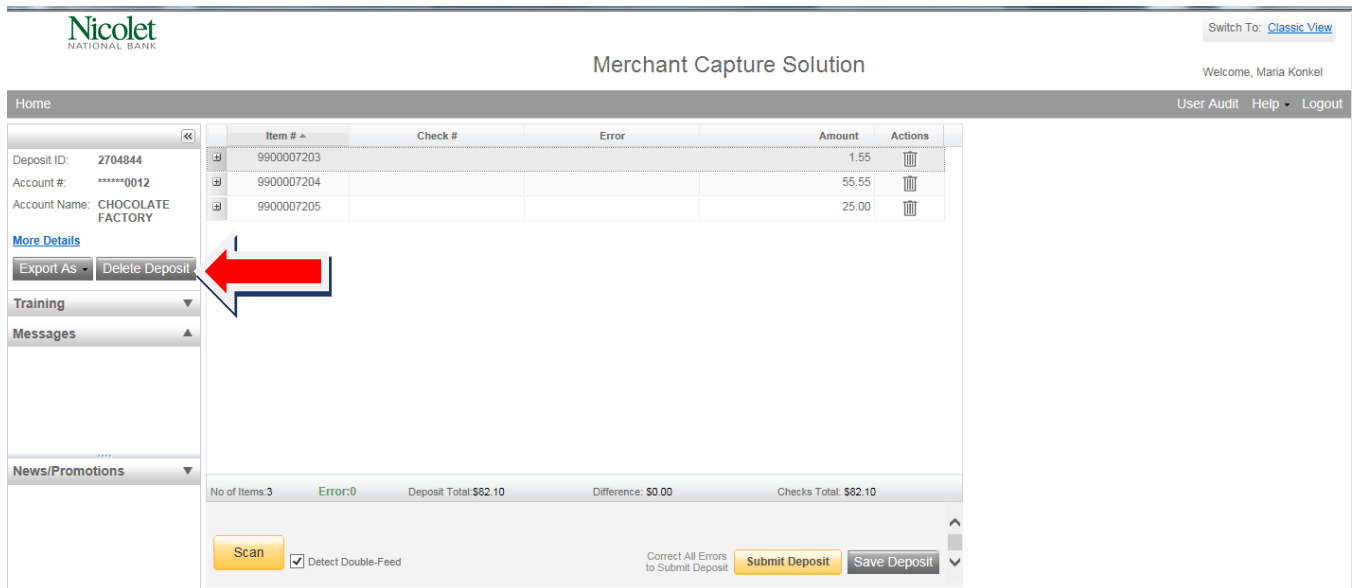 Nicolet
NATIONAL BANK
Switch To: Classic View
Merchant Capture Solution
Welcome, Maria Konkel
Home
User Audit Help Logout
Item # Check # Error Amount Actions
Deposit ID: 2704844
Account #: ******0012
Account Name: CHOCOLATE
FACTORY
More Details
Export As Delete Deposit
Training
Messages
News/Promotions
9900007203 1.55
9900007204 55.55
9900007205 25.00
No of Items:3 Error:0 Deposit Total:$82.10 Difference: $0.00 Checks Total: $82.10
Scan
Detect Double-Feed
Correct All Errors
to Submit Deposit
Submit Deposit
Save Deposit